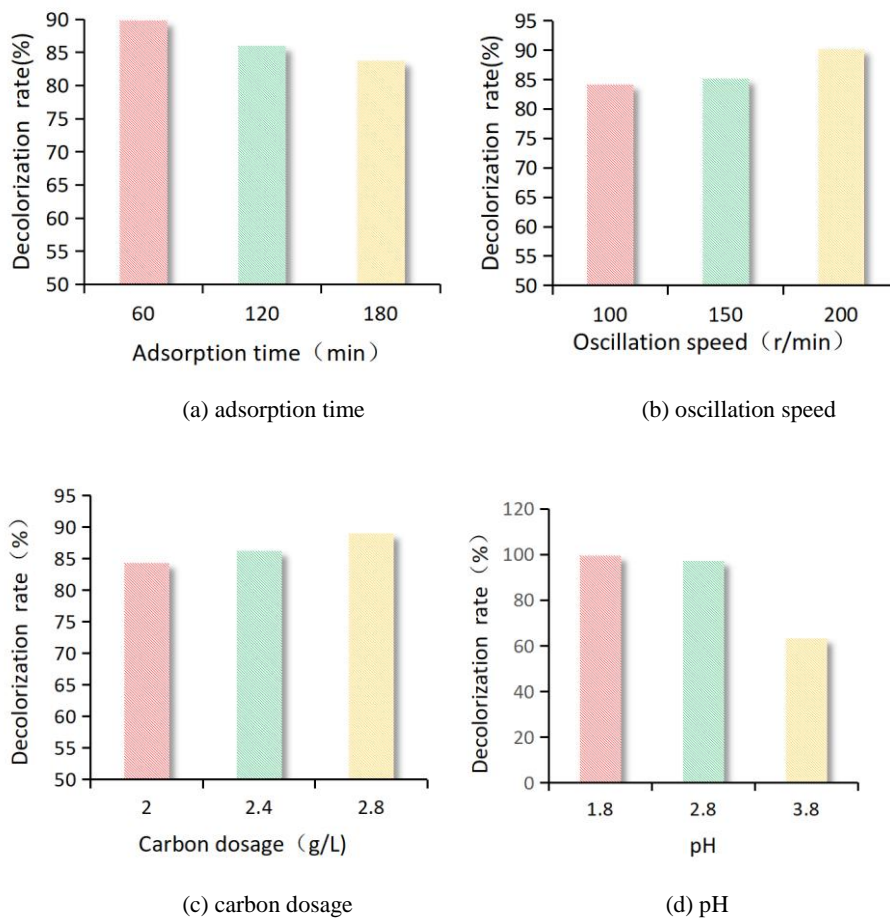 Decolorization rate(%)
90
85
80
75
70
65
60
55
50
60 120 180
Adsorption time（min）
(a) adsorption time
Decolorization rate(%)
95
90
85
80
75
70
65
60
55
50
100 150 200
Oscillation speed（r/min）
(b) oscillation speed
Decolorization rate（%）
95
90
85
80
75
70
65
60
55
50
2 2.4 2.8
Carbon dosage（g/L)
(c) carbon dosage
Decolorization rate（%）
120
100
80
60
40
20
0
1.8 2.8 3.8
pH
(d) pH